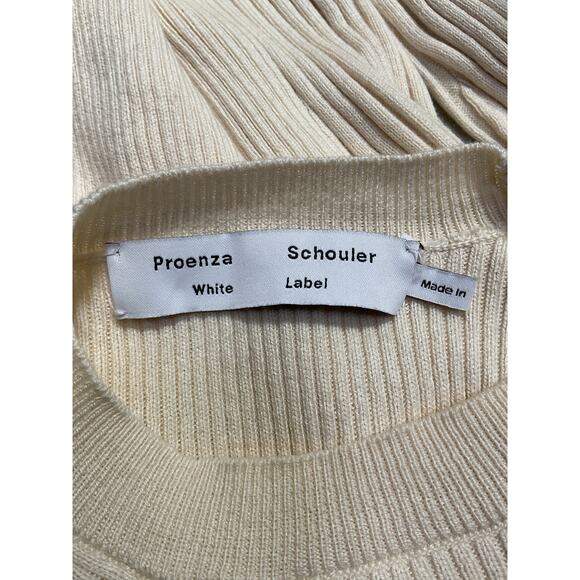 Proenza Schouler
White Label
Made in